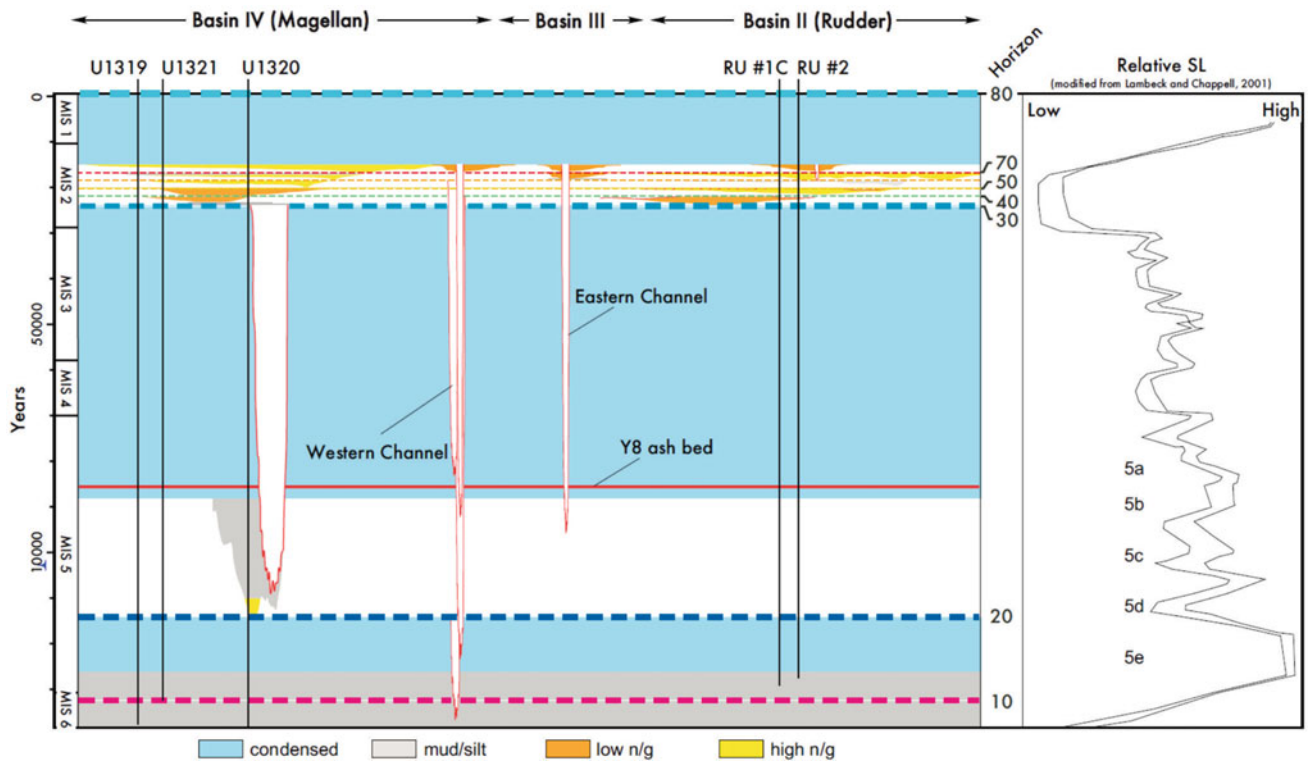 Basin IV (Magellan) Basin III Basin II (Rudder)
U1319 U1321 U1320 RU #1C RU #2 Horizon
Relative SL
(modified from Lambeck and Chappell, 2001)
Low High
0
50000
100000
Years
MIS 1
MIS 2
MIS 3
MIS 4
MIS 5
MIS 6
80
70
50
40
30
20
10
Eastern Channel
Western Channel
Y8 ash bed
5a
5b
5c
5d
5e
condensed mud/silt low n/g high n/g